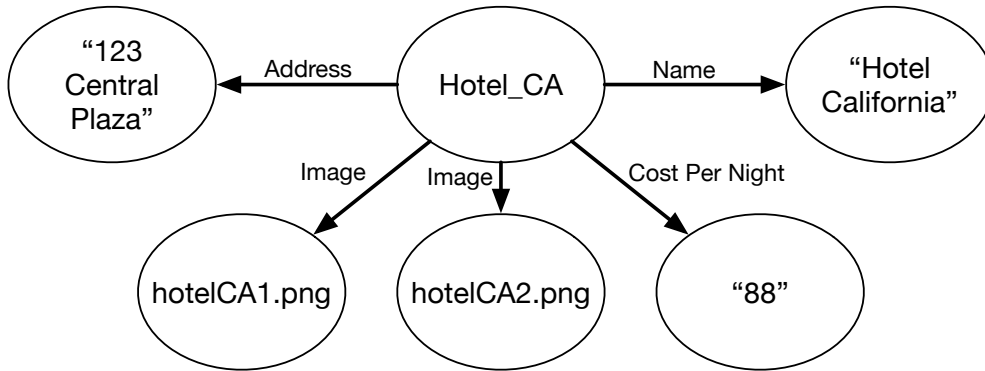 “123
Central
Plaza”
Address
Hotel_CA
Name
“Hotel
California”
Image
Image
Cost Per Night
hotelCA1.png
hotelCA2.png
“88”